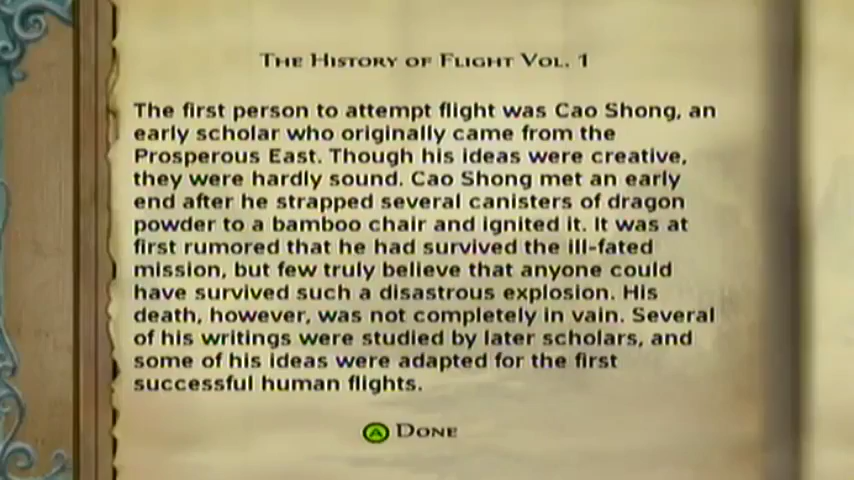 The History of Flight Vol. 1
The first person to attempt flight was Cao Shong, an
early scholar who originally came from the
Prosperous East. Though his ideas were creative,
they were hardly sound. Cao Shong met an early
end after he strapped several canisters of dragon
powder to a bamboo chair and ignited it. It was at
first rumored that he had survived the ill-fated
mission, but few truly believe that anyone could
have survived such a disastrous explosion. His
death, however, was not completely in vain. Several
of his writings were studied by later scholars, and
some of his ideas were adapted for the first
successful human flights.
A Done